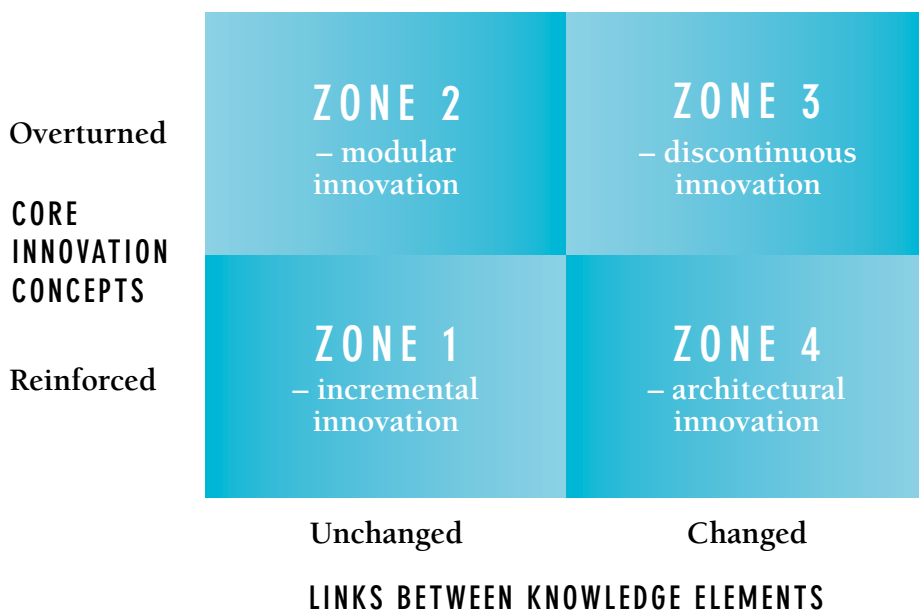 ZONE 2
– modular
innovation
ZONE 3
– discontinuous
innovation
Overturned
CORE
INNOVATION
CONCEPTS
Reinforced
ZONE 1
– incremental
innovation
ZONE 4
– architectural
innovation
Unchanged
Changed
LINKS BETWEEN KNOWLEDGE ELEMENTS